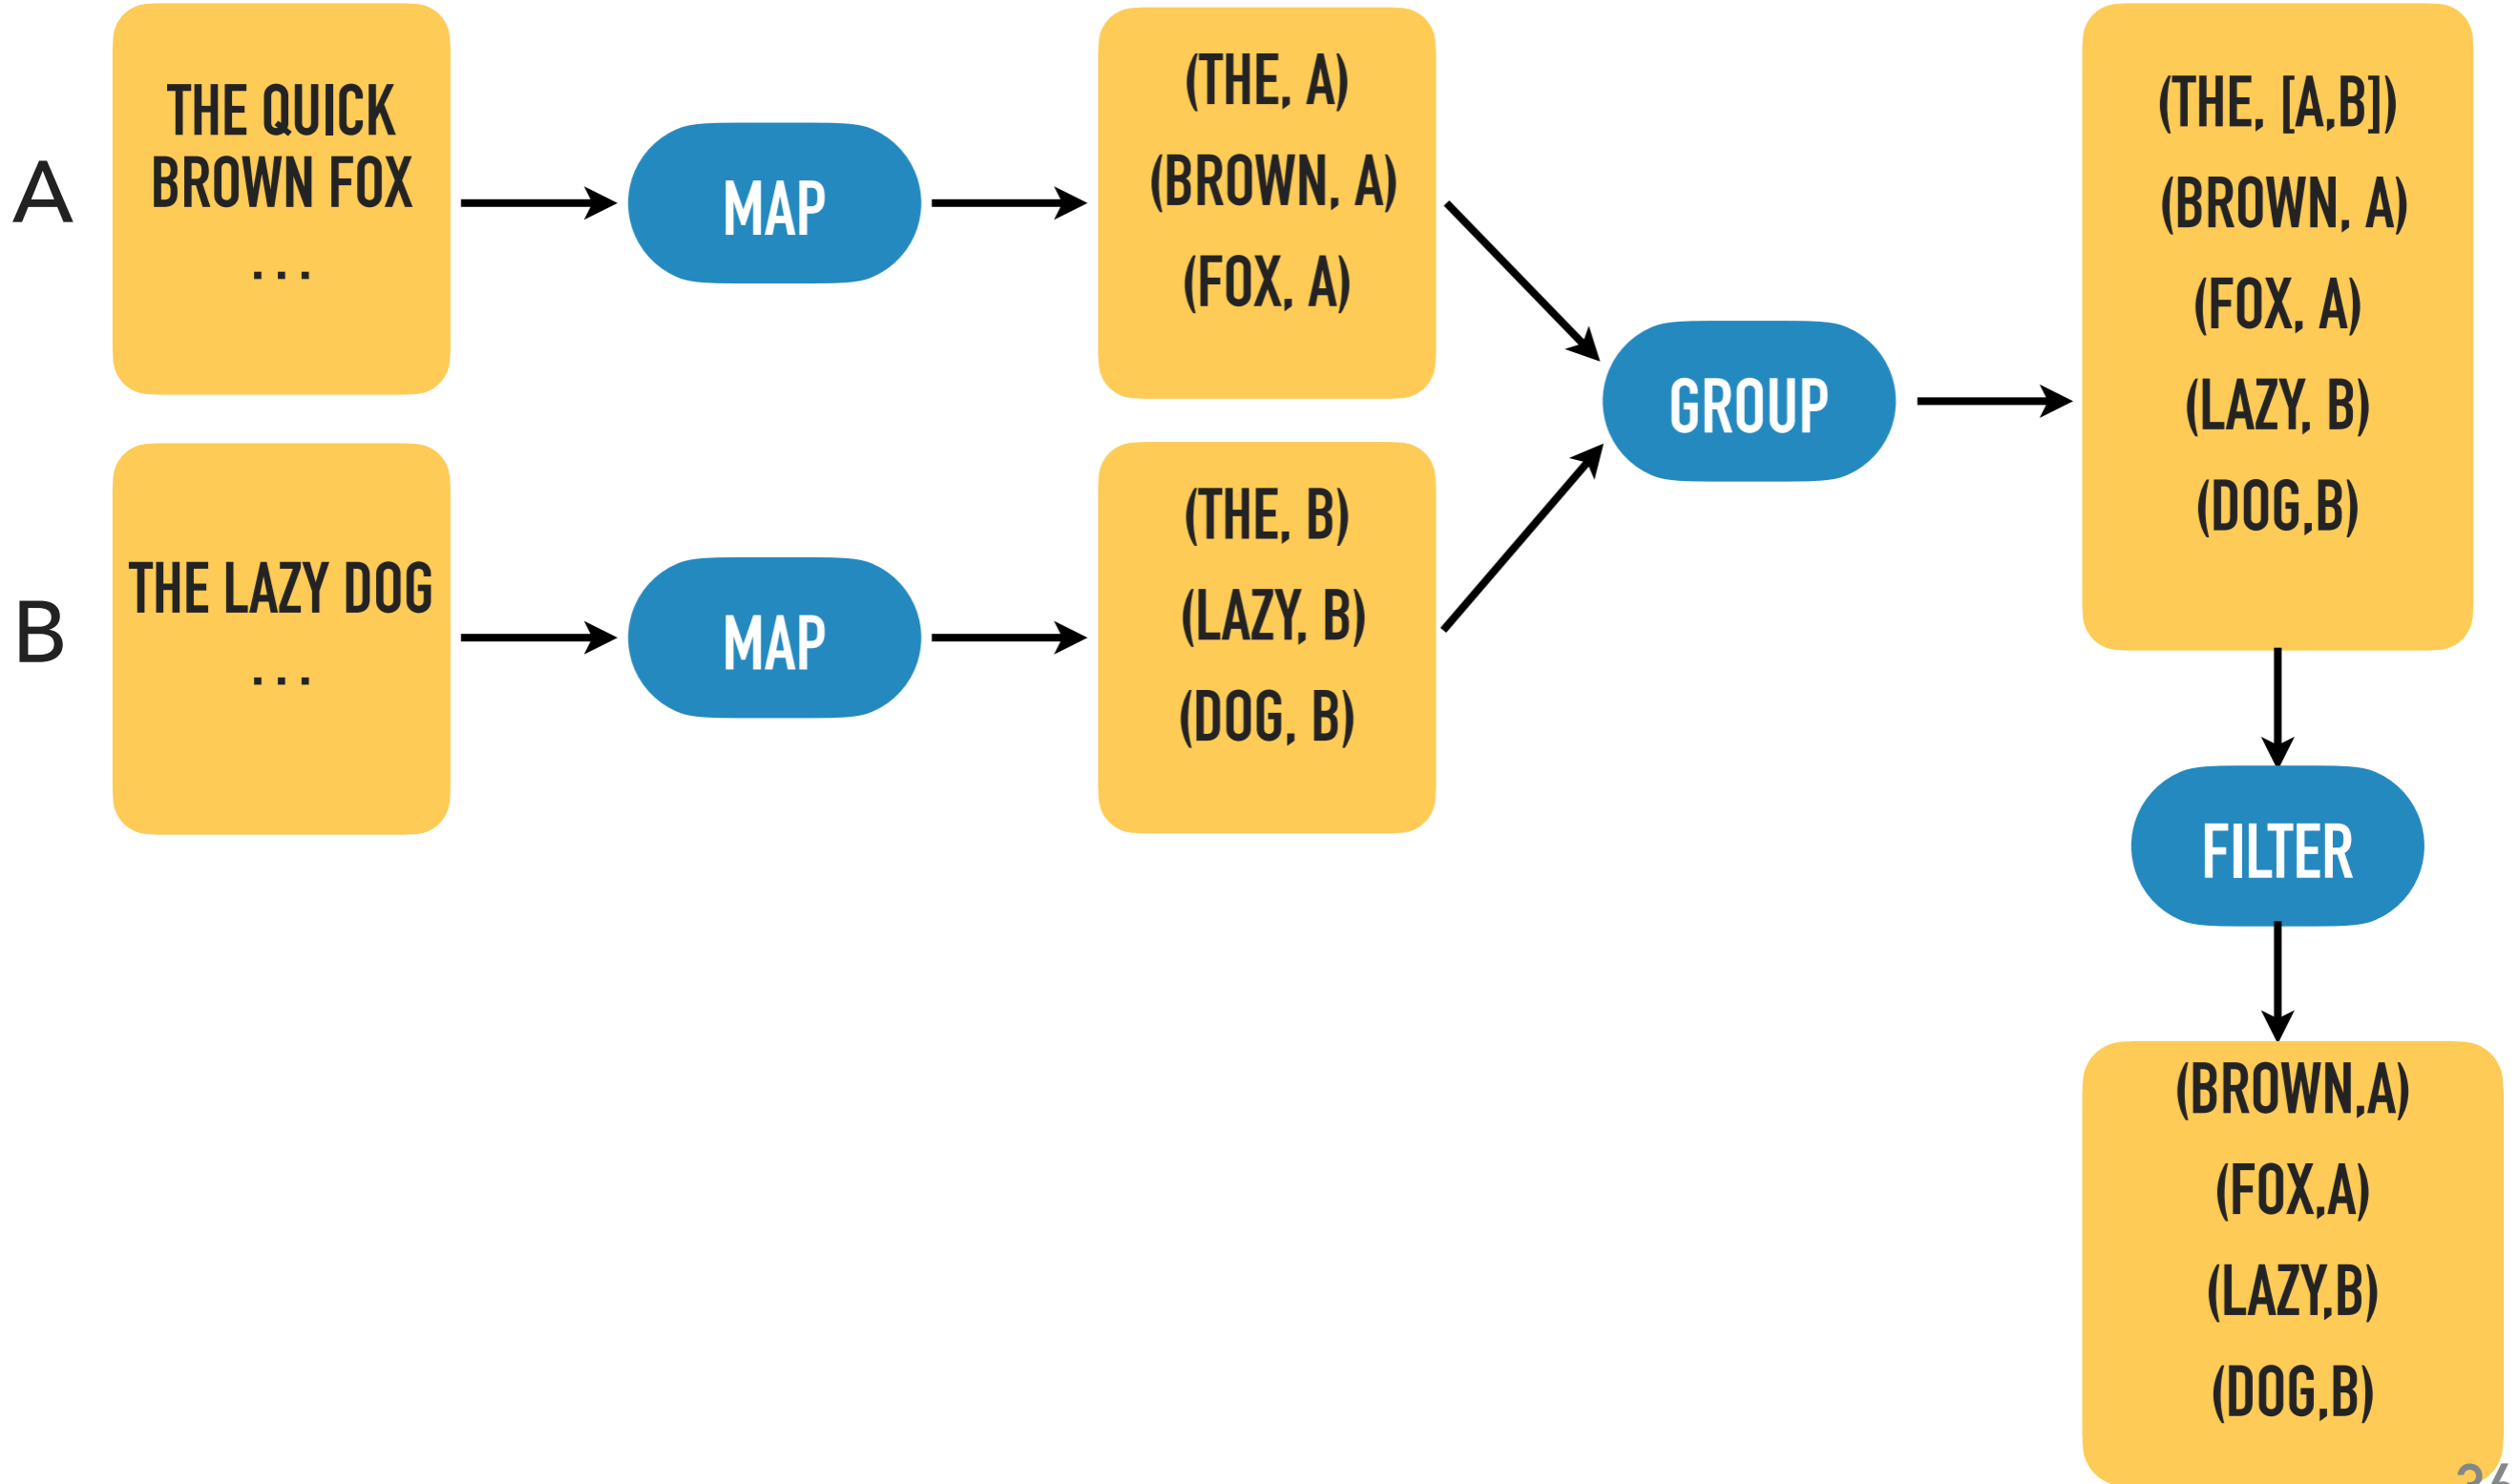 A
THE QUICK
BROWN FOX
...
MAP
(THE, A)
(BROWN, A)
(FOX, A)
B
THE LAZY DOG
...
MAP
(THE, B)
(LAZY, B)
(DOG, B)
GROUP
(THE, [A,B])
(BROWN, A)
(FOX, A)
(LAZY, B)
(DOG,B)
FILTER
(BROWN,A)
(FOX,A)
(LAZY,B)
(DOG,B)